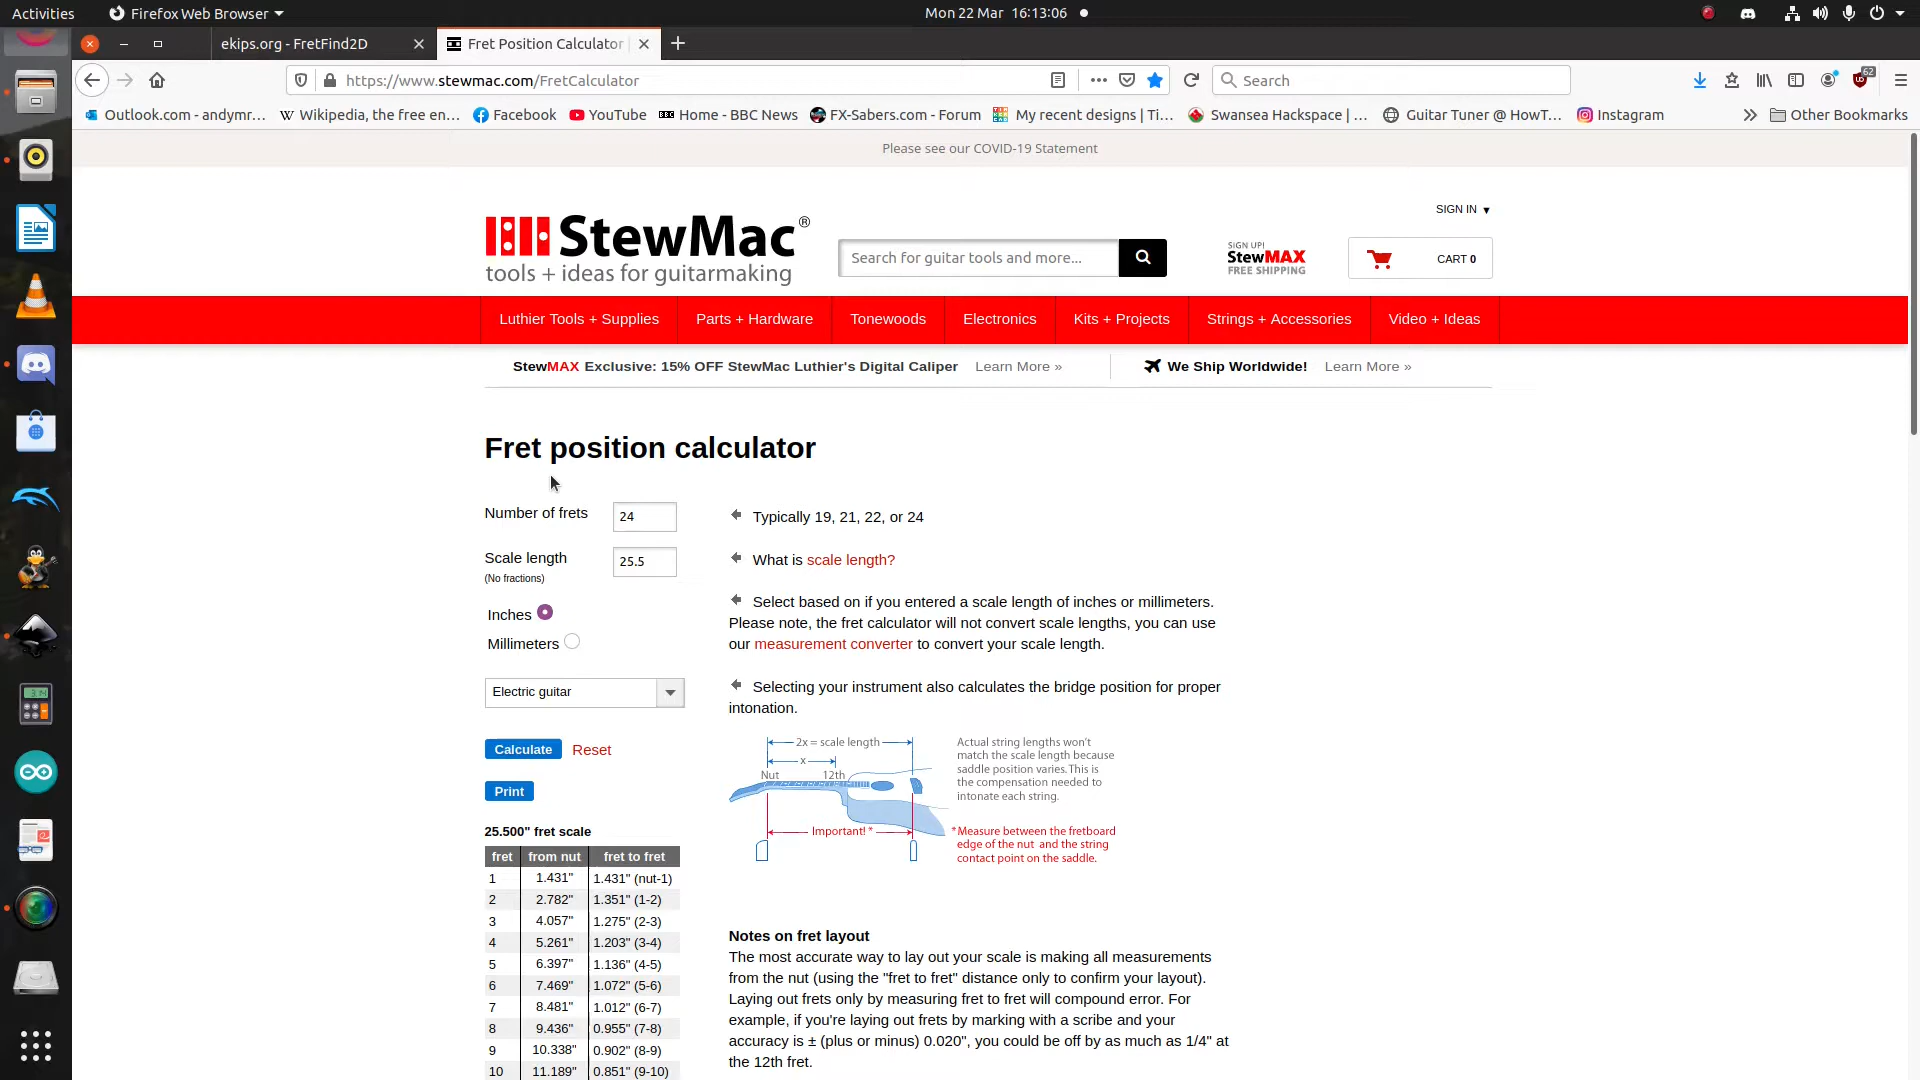 Activities
Firefox Web Browser
Mon 22 Mar 16:13:06
ekips.org - FretFind2D
Fret Position Calculator
https://www.stewmac.com/FretCalculator
Search
62
Outlook.com - andymr...
Wikipedia, the free en...
Facebook
YouTube
Home - BBC News
FX-Sabers.com - Forum
My recent designs | Ti...
Swansea Hackspace | ...
Guitar Tuner @ HowT...
Instagram
Other Bookmarks
Please see our COVID-19 Statement
SIGN IN
StewMac®
tools + ideas for guitarmaking
Search for guitar tools and more...
SIGN UP!
StewMAX
FREE SHIPPING
CART 0
Luthier Tools + Supplies
Parts + Hardware
Tonewoods
Electronics
Kits + Projects
Strings + Accessories
Video + Ideas
StewMAX Exclusive: 15% OFF StewMac Luthier's Digital Caliper Learn More »
We Ship Worldwide! Learn More »
Fret position calculator
Number of frets 24
Typically 19, 21, 22, or 24
Scale length 25.5
(No fractions)
What is scale length?
Inches
Millimeters
Select based on if you entered a scale length of inches or millimeters.
Please note, the fret calculator will not convert scale lengths, you can use
our measurement converter to convert your scale length.
Electric guitar
Selecting your instrument also calculates the bridge position for proper
intonation.
Calculate Reset
Print
2x = scale length
x
Nut 12th
Important! *
Actual string lengths won't
match the scale length because
saddle position varies. This is
the compensation needed to
intonate each string.
*Measure between the fretboard
edge of the nut and the string
contact point on the saddle.
25.500" fret scale
fret from nut fret to fret
1 1.431" 1.431" (nut-1)
2 2.782" 1.351" (1-2)
3 4.057" 1.275" (2-3)
4 5.261" 1.203" (3-4)
5 6.397" 1.136" (4-5)
6 7.469" 1.072" (5-6)
7 8.481" 1.012" (6-7)
8 9.436" 0.955" (7-8)
9 10.338" 0.902" (8-9)
10 11.189" 0.851" (9-10)
Notes on fret layout
The most accurate way to lay out your scale is making all measurements
from the nut (using the "fret to fret" distance only to confirm your layout).
Laying out frets only by measuring fret to fret will compound error. For
example, if you're laying out frets by marking with a scribe and your
accuracy is ± (plus or minus) 0.020", you could be off by as much as 1/4" at
the 12th fret.